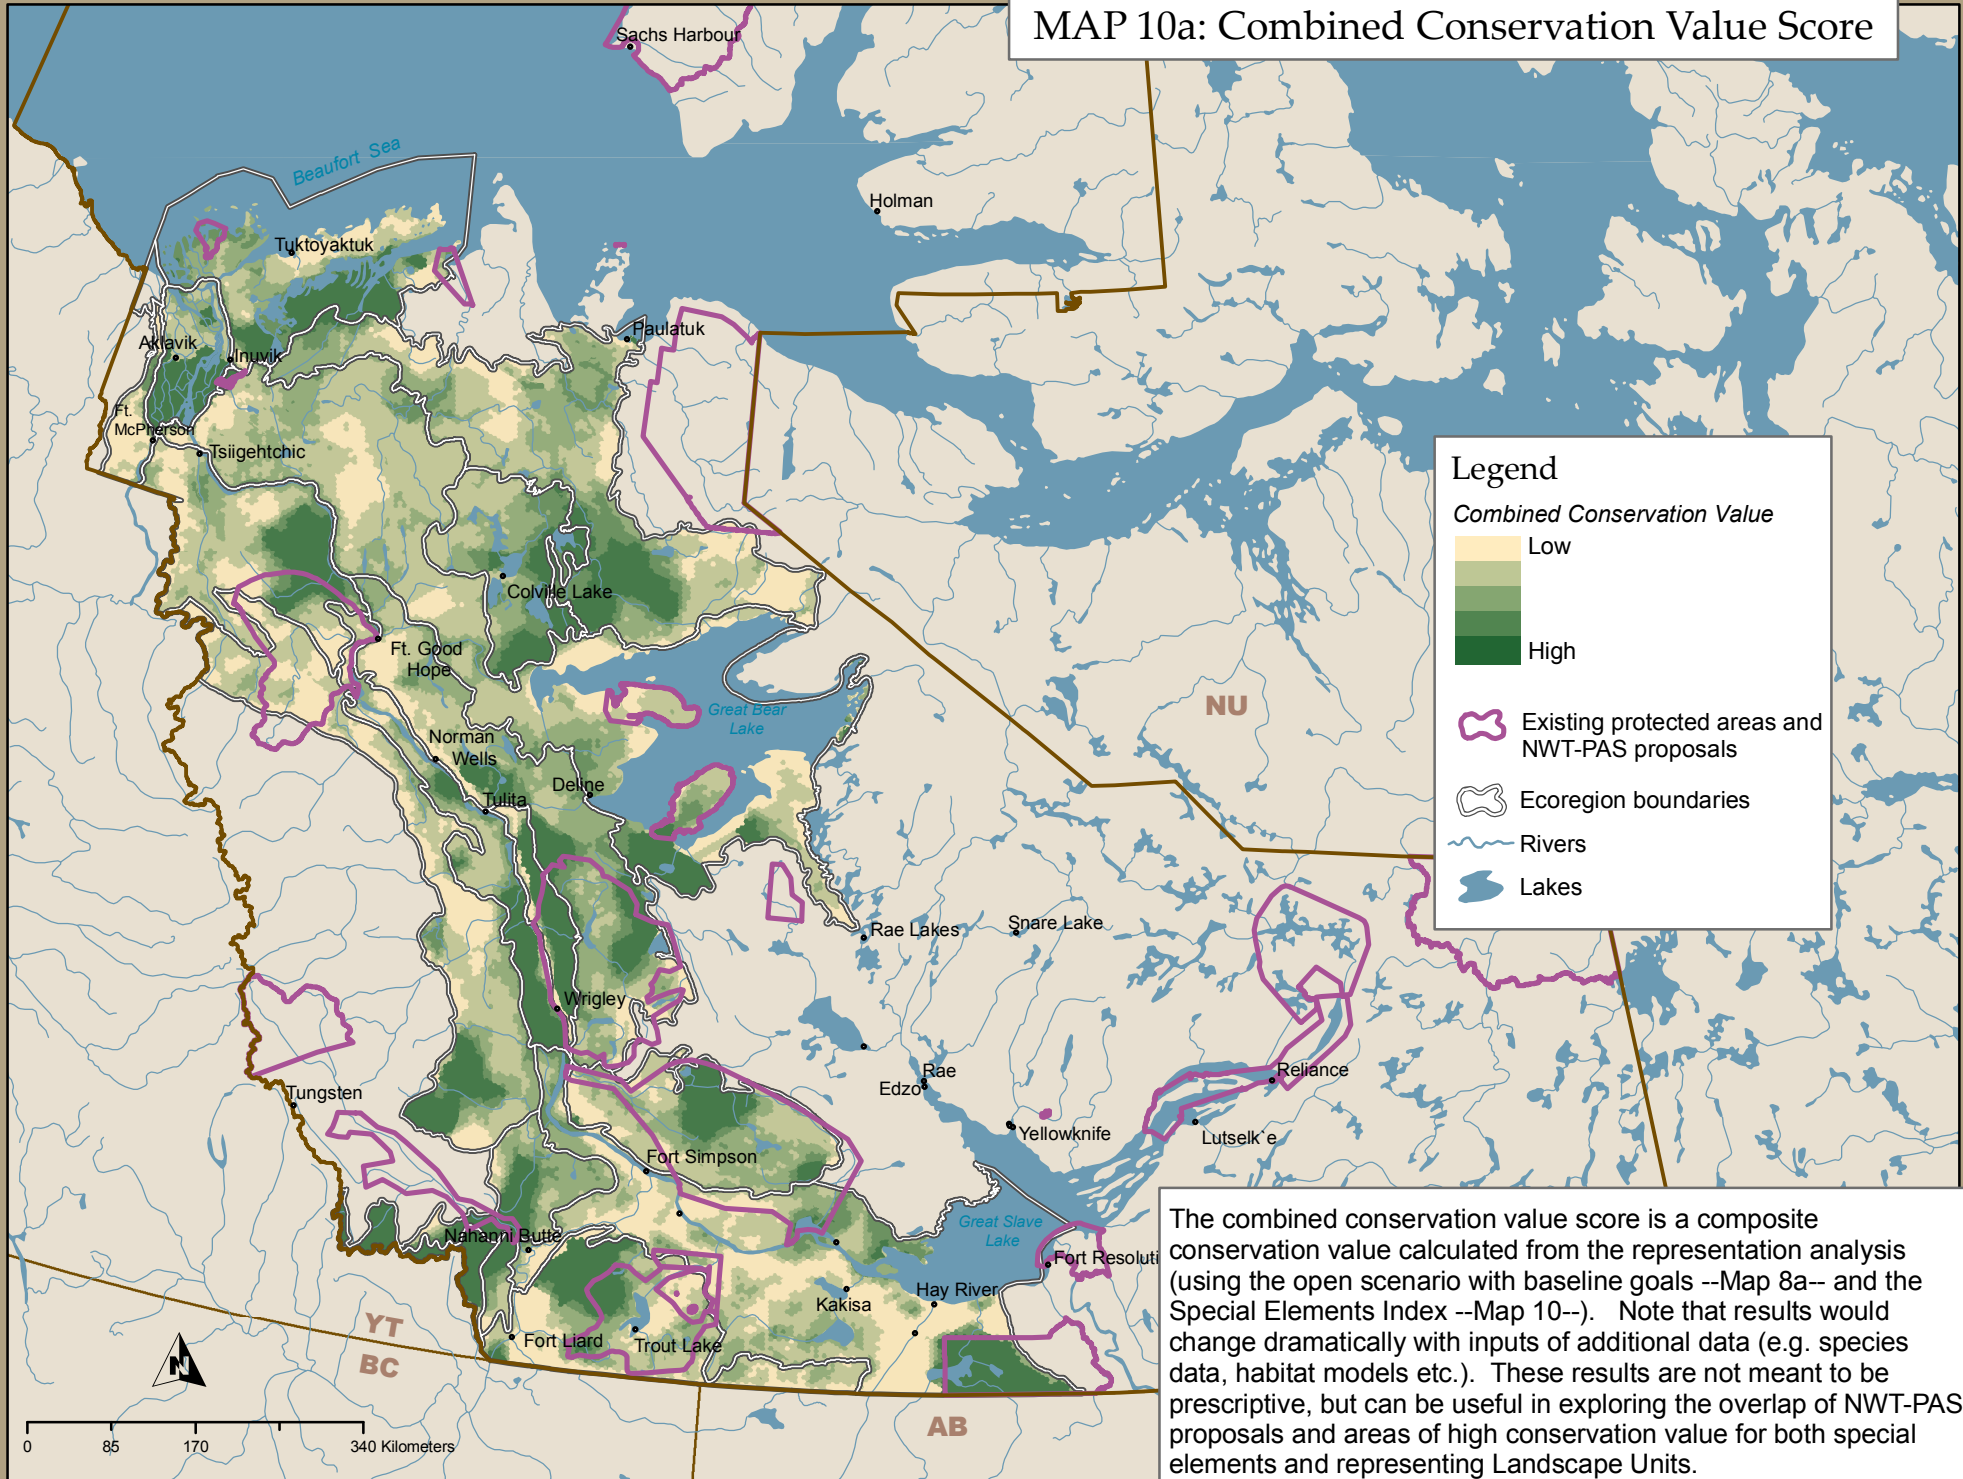 MAP 10a: Combined Conservation Value Score
Sachs Harbour
Beaufort Sea
Holman
Tuktoyaktuk
Paulatuk
Aklavik
Inuvik
Ft.
McPherson
Tsiigehtchic
Colville Lake
Ft. Good
Hope
Great Bear
Lake
Norman
Wells
Deline
Tulita
NU
Rae Lakes
Snare Lake
Wrigley
Tungsten
Rae
Edzo
Reliance
Yellowknife
Lutselk`e
Fort Simpson
Nahanni Butte
Great Slave
Lake
Fort Resoluti
Hay River
Kakisa
Fort Liard
Trout Lake
YT
BC
AB
N
0 85 170 340 Kilometers
Legend
Combined Conservation Value
Low
High
Existing protected areas and
NWT-PAS proposals
Ecoregion boundaries
Rivers
Lakes
The combined conservation value score is a composite
conservation value calculated from the representation analysis
(using the open scenario with baseline goals --Map 8a-- and the
Special Elements Index --Map 10--). Note that results would
change dramatically with inputs of additional data (e.g. species
data, habitat models etc.). These results are not meant to be
prescriptive, but can be useful in exploring the overlap of NWT-PAS
proposals and areas of high conservation value for both special
elements and representing Landscape Units.